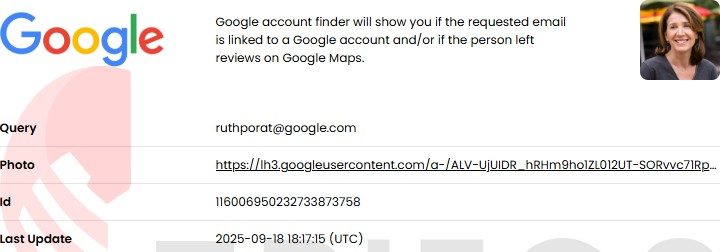 Google
Google account finder will show you if the requested email
is linked to a Google account and/or if the person left
reviews on Google Maps.
Query ruthporat@google.com
Photo https://lh3.googleusercontent.com/a-/ALV-UjUIDR_hRHm9ho1ZL012UT-SORvvc71Rp...
Id 116006950232733873758
Last Update 2025-09-18 18:17:15 (UTC)